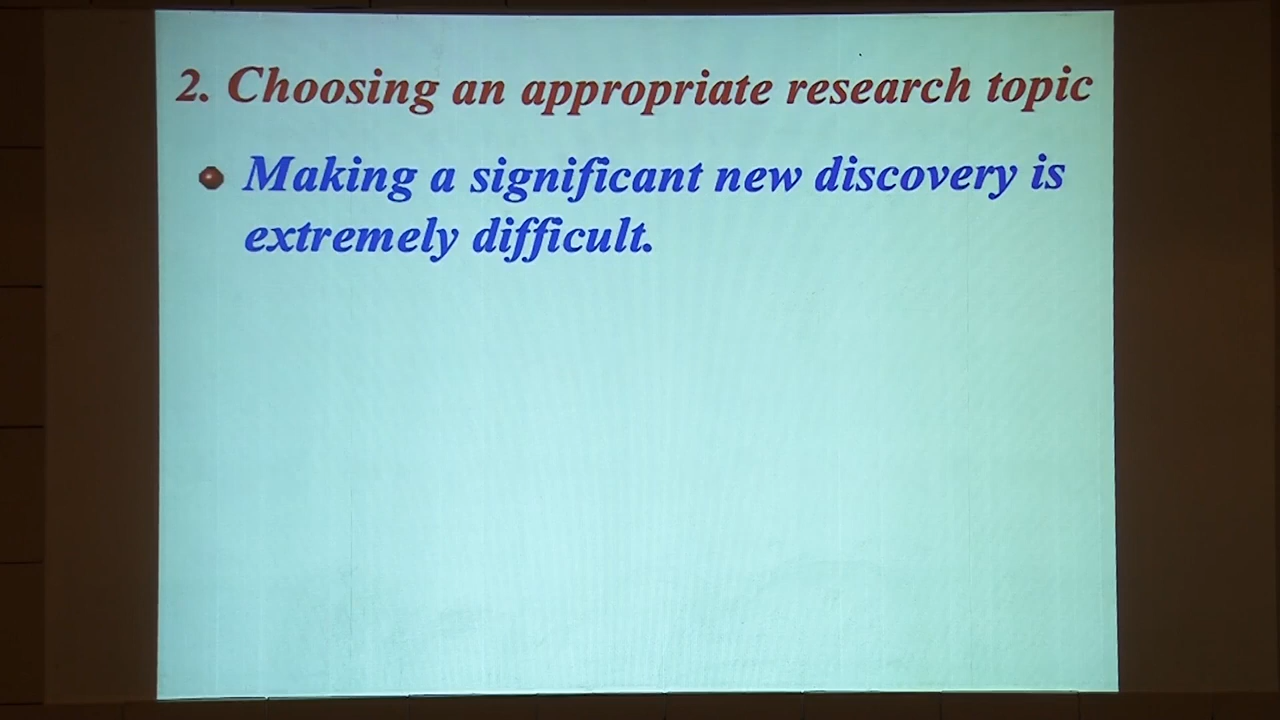 2. Choosing an appropriate research topic
Making a significant new discovery is
extremely difficult.